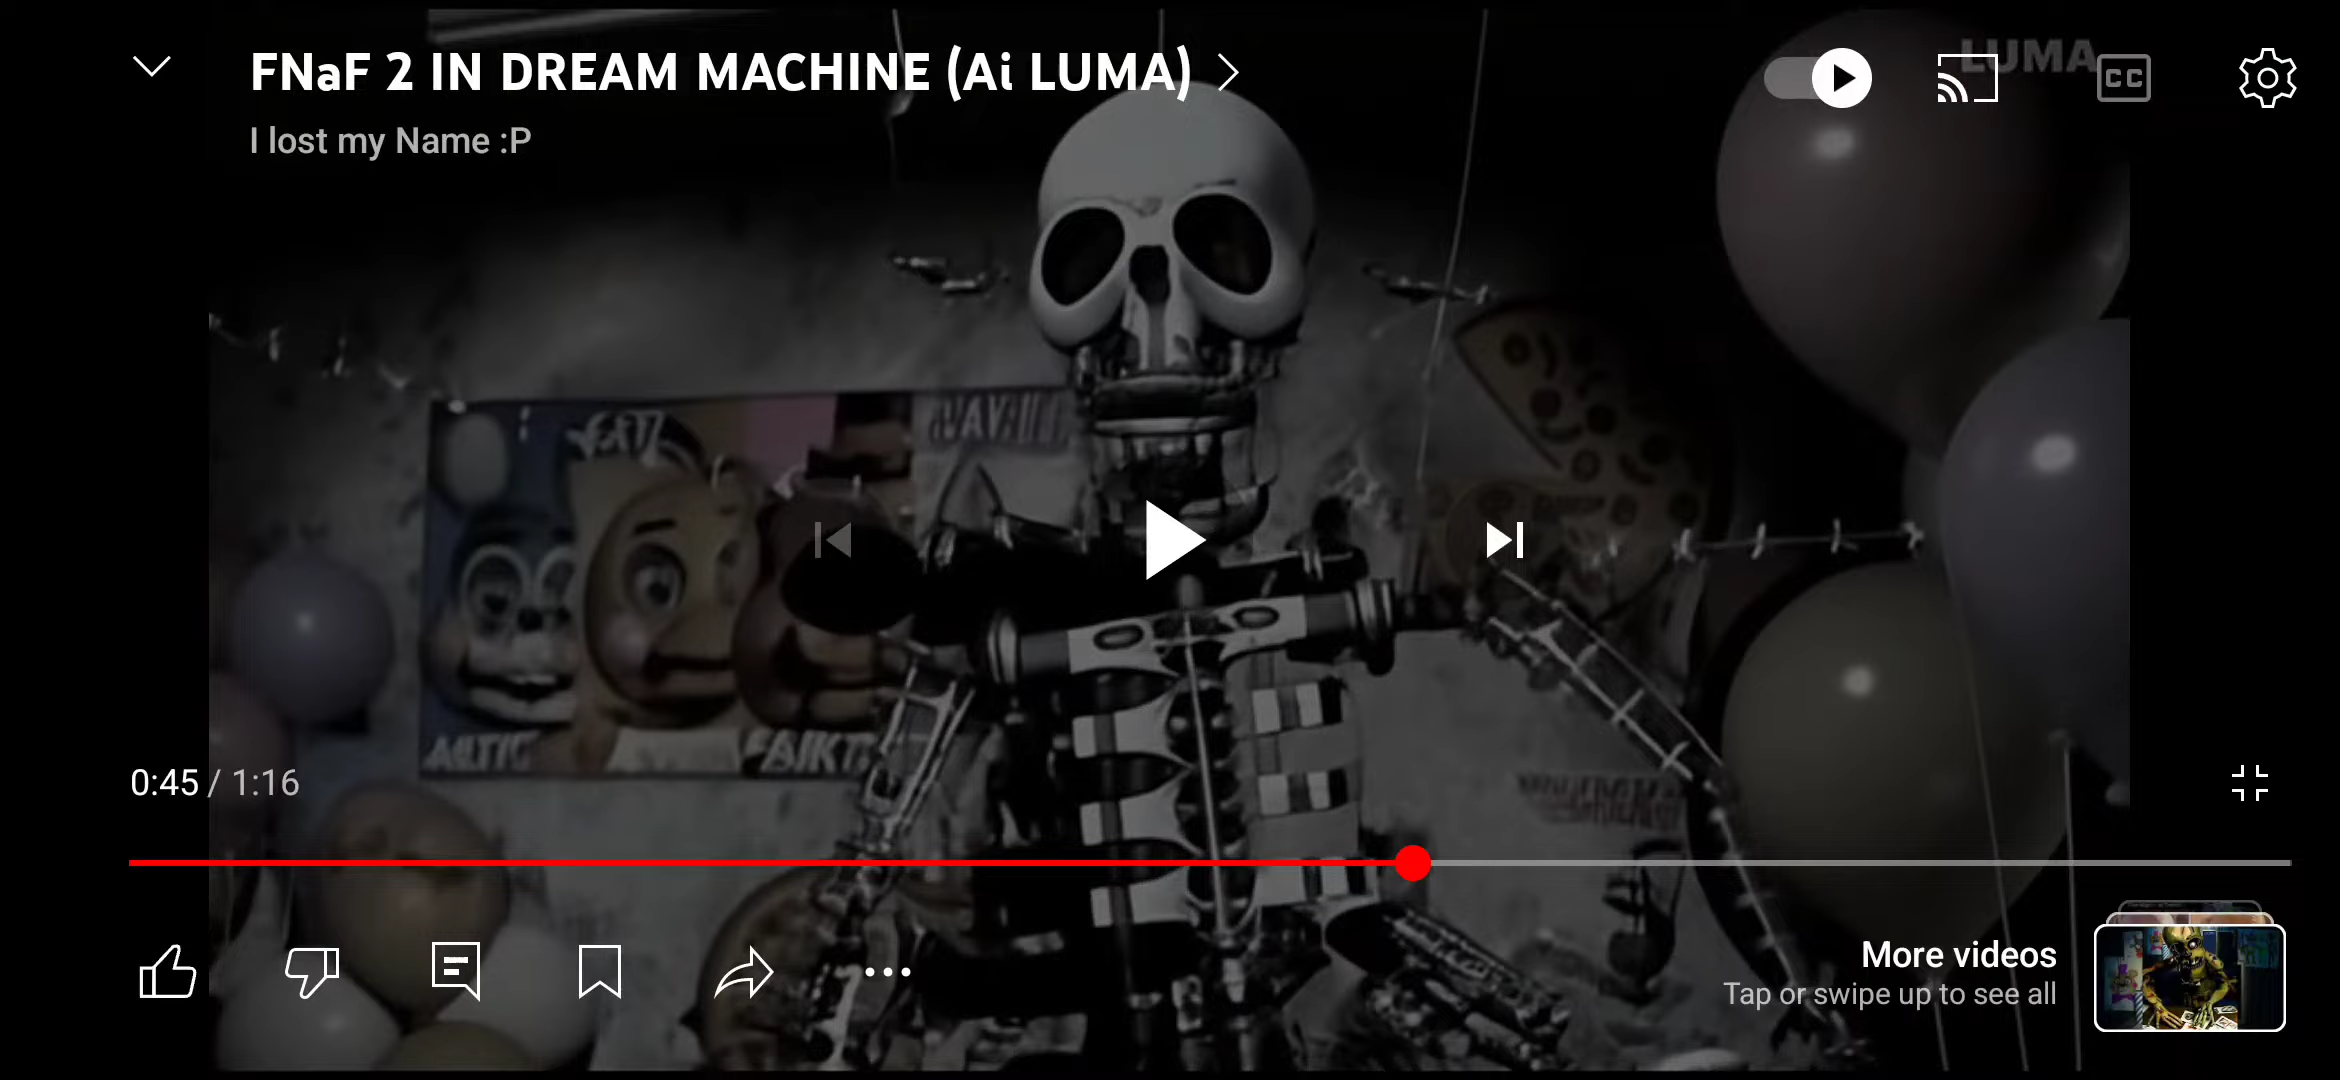 FNaF 2 IN DREAM MACHINE (Ai LUMA)
I lost my Name :P
LUMA
CC
0:45 / 1:16
More videos
Tap or swipe up to see all